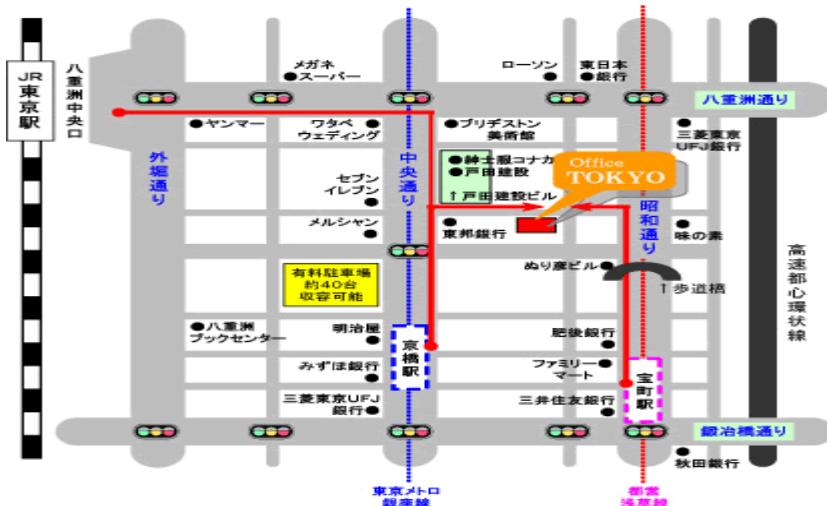 JR東京駅
八重洲中央口
メガネ
スーパー
ローソン
東日本
銀行
八重洲通り
ヤンマー
ワタベ
ウェディング
ブリヂストン
美術館
三菱東京
UFJ銀行
外堀通り
中央通り
紳士服コナカ
戸田建設
↑戸田建設ビル
Office
TOKYO
セブン
イレブン
メルシャン
東邦銀行
昭和通り
味の素
高速都心環状線
ぬり彦ビル
↑歩道橋
有料駐車場
約40台
収容可能
八重洲
ブックセンター
明治屋
京橋駅
肥後銀行
みずほ銀行
ファミリー
マート
宝町駅
三菱東京UFJ
銀行
三井住友銀行
鍛冶橋通り
秋田銀行
東京メトロ
銀座線
都営
浅草線